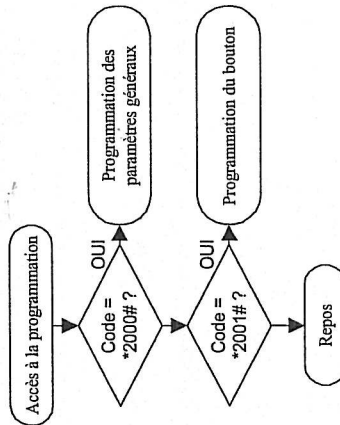 Accès à la programmation
Code =
*2000# ?
OUI
Programmation des
paramètres généraux
Code =
*2001# ?
OUI
Programmation du bouton
Repos